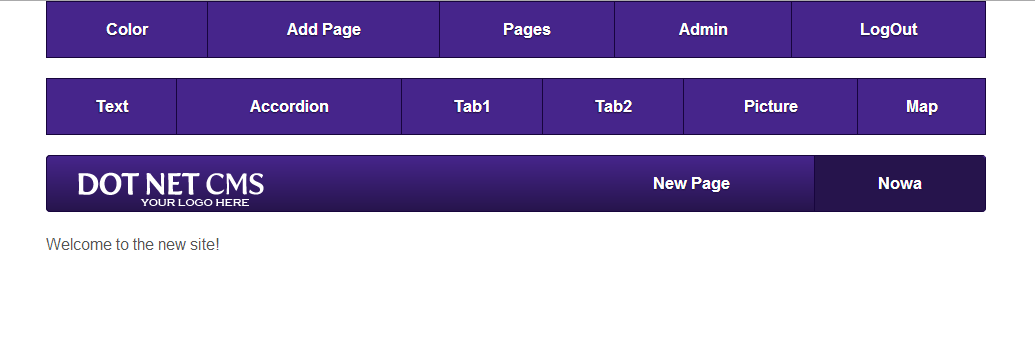 Color Add Page Pages Admin LogOut
Text Accordion Tab1 Tab2 Picture Map
DOT NET CMS New Page Nowa
YOUR LOGO HERE
Welcome to the new site!